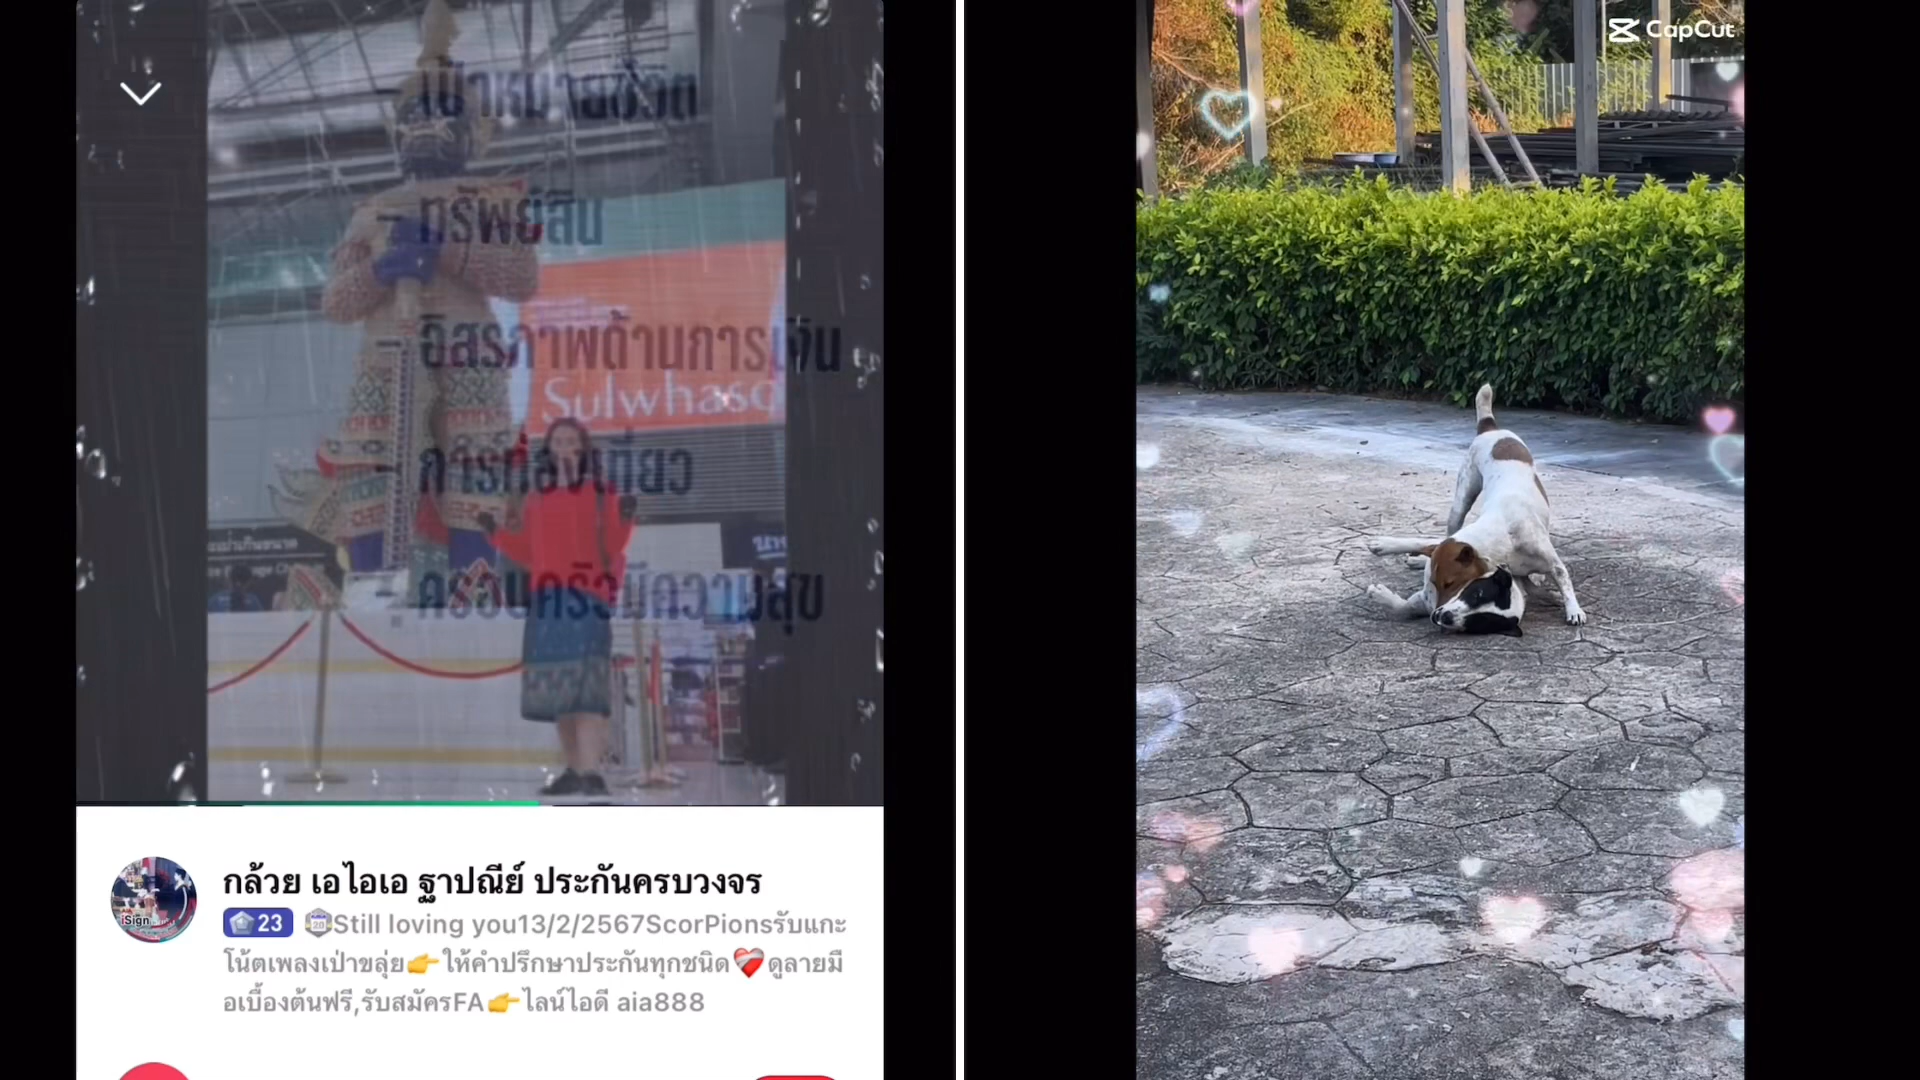 เป้าหมายชีวิต
- ทรัพย์สิน
- อิสรภาพด้านการเงิน
Sulwhasoo
- การท่องเที่ยว
- ครอบครัวมีความสุข
iSign
กล้วย เอไอเอ ฐาปณีย์ ประกันครบวงจร
23 20 Still loving you13/2/2567ScorPionsรับแกะ
โน้ตเพลงเป่าขลุ่ย👉ให้คำปรึกษาประกันทุกชนิด❤️‍🩹ดูลายมื
อเบื้องต้นฟรี,รับสมัครFA👉ไลน์ไอดี aia888
CapCut